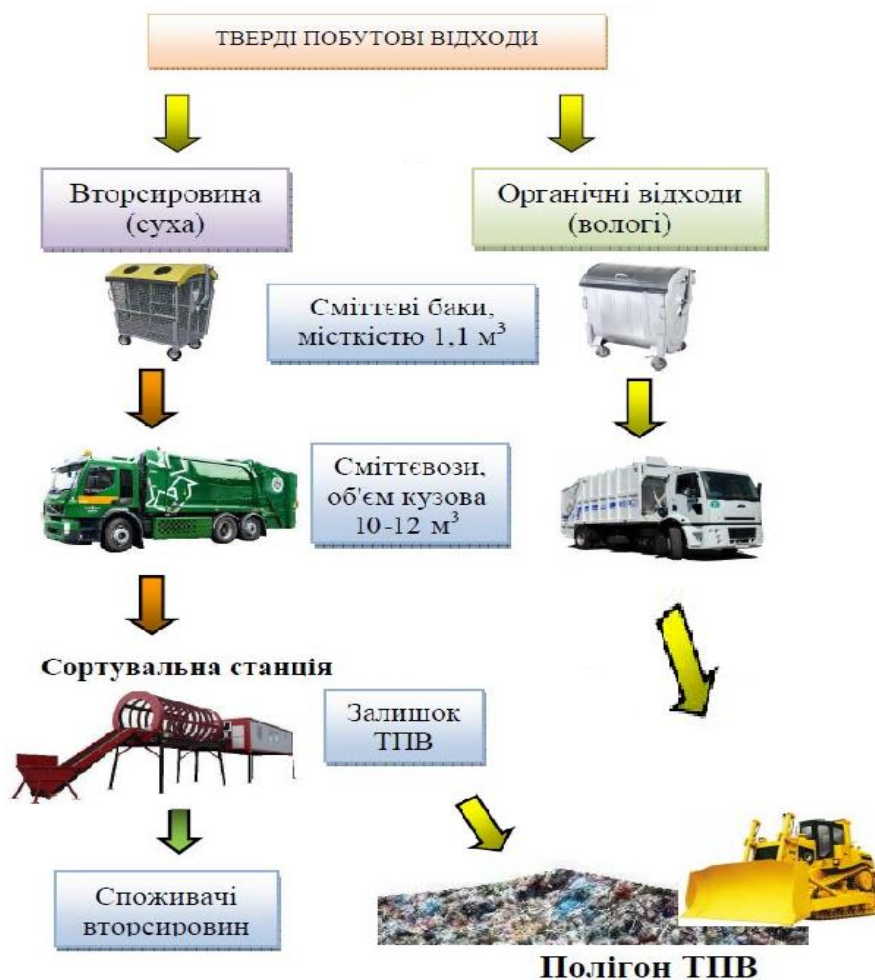 ТВЕРДІ ПОБУТОВІ ВІДХОДИ
Вторсировина
(суха)
Органічні відходи
(вологі)
Сміттєві баки,
місткістю 1,1 м³
Сміттєвози,
об'єм кузова
10-12 м³
Сортувальна станція
Залишок
ТПВ
Споживачі
вторсировин
Полігон ТПВ